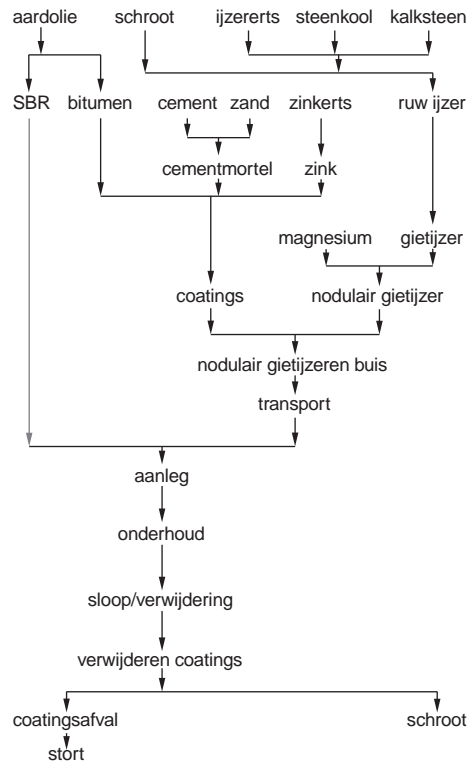 aardolie schroot ijzererts steenkool kalksteen
SBR bitumen cement zand zinkerts ruw ijzer
cementmortel zink
magnesium gietijzer
coatings nodulair gietijzer
nodulair gietijzeren buis
transport
aanleg
onderhoud
sloop/verwijdering
verwijderen coatings
coatingsafval schroot
stort